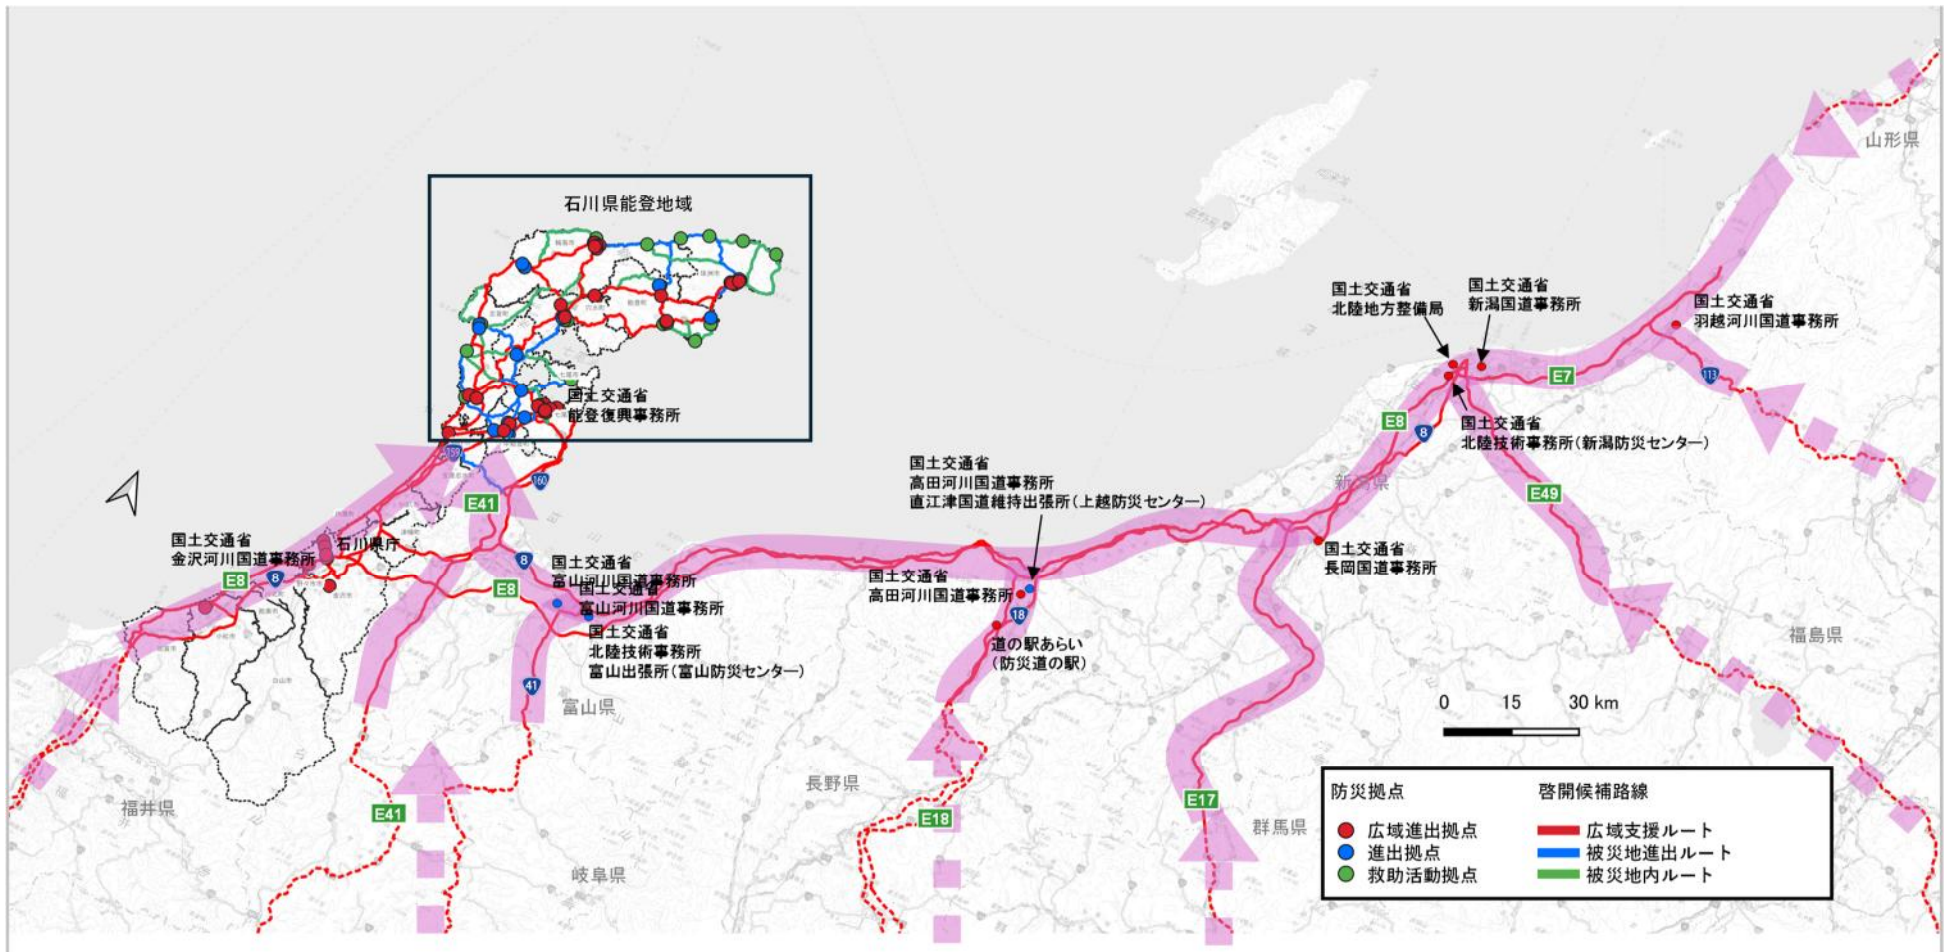 石川県能登地域
国土交通省
能登復興事務所
159
160
E41
国土交通省
金沢河川国道事務所
石川県庁
E8
8
野々市市
金沢市
小松市
白山市
8
E8
国土交通省
富山河川国道事務所
国土交通省
富山河川国道事務所
国土交通省
北陸技術事務所
富山出張所(富山防災センター)
41
富山県
福井県
E41
岐阜県
国土交通省
高田河川国道事務所
直江津国道維持出張所(上越防災センター)
国土交通省
高田河川国道事務所
18
道の駅あらい
(防災道の駅)
長野県
E18
国土交通省
長岡国道事務所
新潟県
E8
8
国土交通省
北陸地方整備局
国土交通省
新潟国道事務所
国土交通省
北陸技術事務所(新潟防災センター)
E7
国土交通省
羽越河川国道事務所
113
山形県
E49
福島県
E17
群馬県
0 15 30 km
防災拠点
広域進出拠点
進出拠点
救助活動拠点
啓開候補路線
広域支援ルート
被災地進出ルート
被災地内ルート